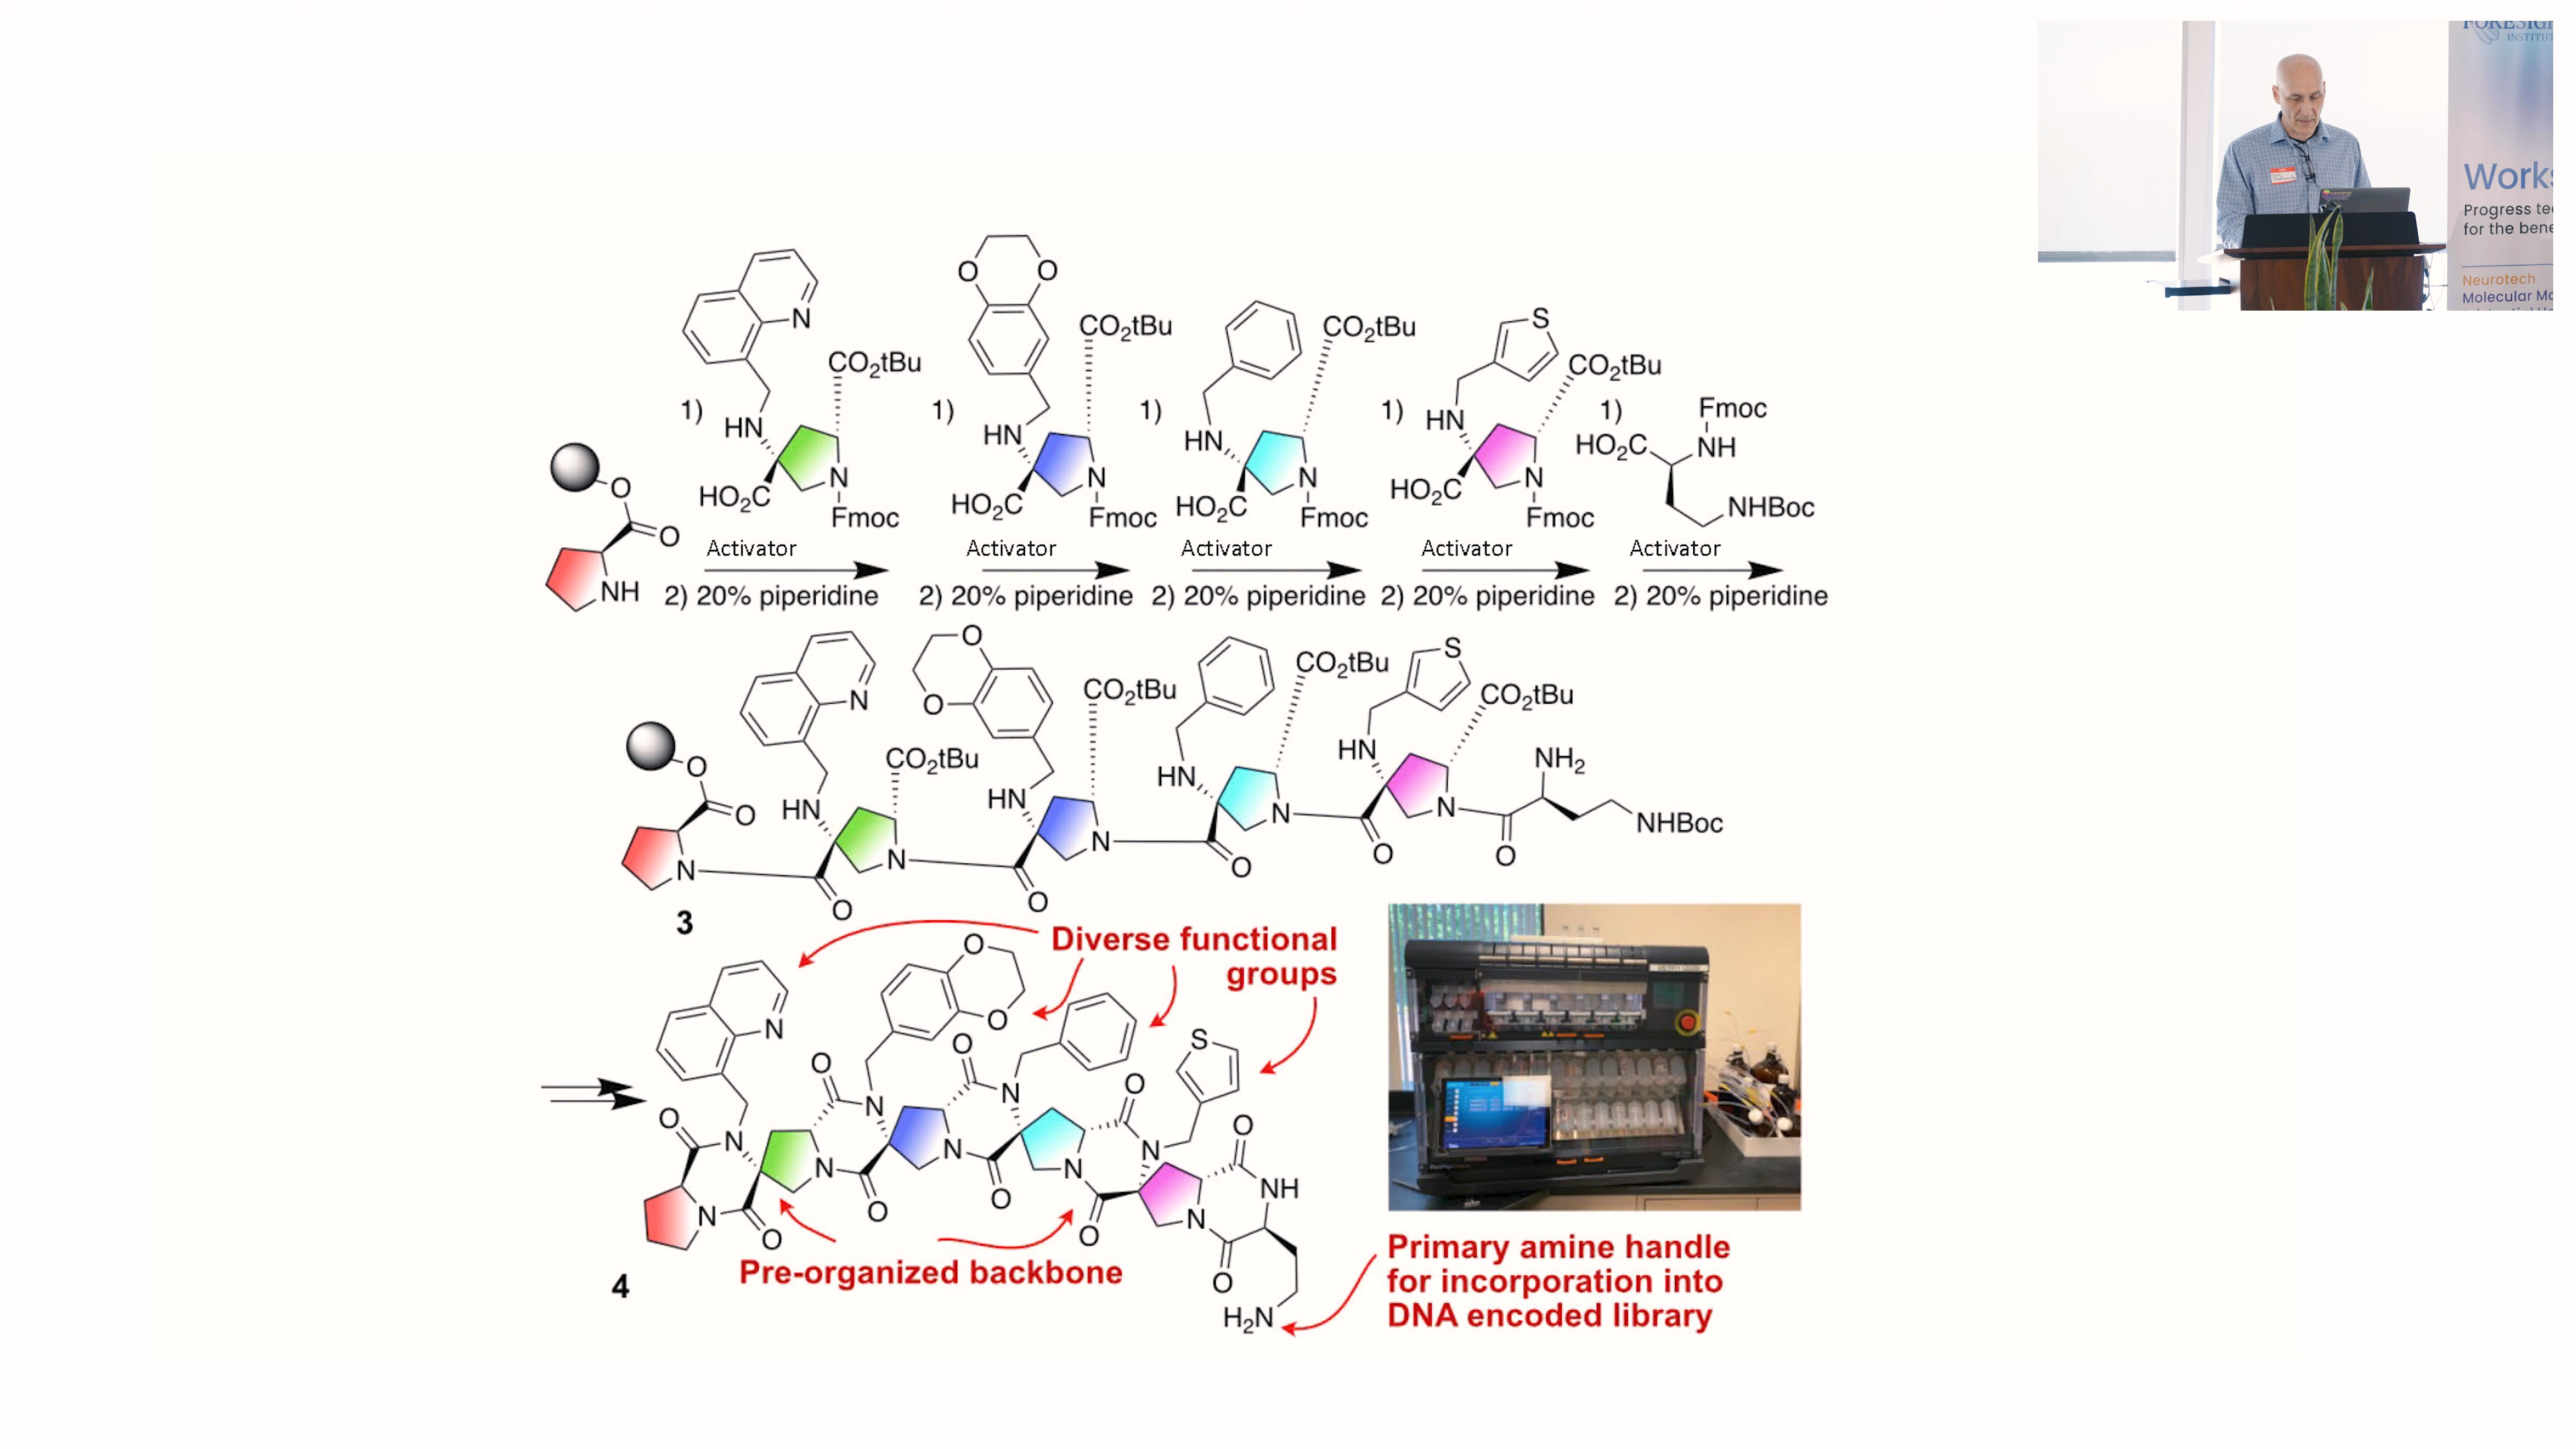 FORESIG
INSTITUT
Works
Progress te
for the bene
Neurotech
Molecular Mo
N
CO2tBu
1)
HN
HO2C
N
Fmoc
O
O
CO2tBu
1)
HN
HO2C
N
Fmoc
CO2tBu
1)
HN
HO2C
N
Fmoc
S
CO2tBu
1)
HN
HO2C
N
Fmoc
1)
Fmoc
HO2C
NH
NHBoc
O
O
NH
Activator
Activator
Activator
Activator
Activator
2) 20% piperidine
2) 20% piperidine
2) 20% piperidine
2) 20% piperidine
2) 20% piperidine
N
CO2tBu
HN
N
O
O
O
CO2tBu
HN
N
O
CO2tBu
HN
N
O
S
CO2tBu
HN
N
O
NH2
NHBoc
O
O
O
N
3
Diverse functional
groups
N
O
N
O
O
O
N
N
O
O
N
N
O
S
O
N
N
O
O
NH
N
O
N
O
O
H2N
4
Pre-organized backbone
Primary amine handle
for incorporation into
DNA encoded library